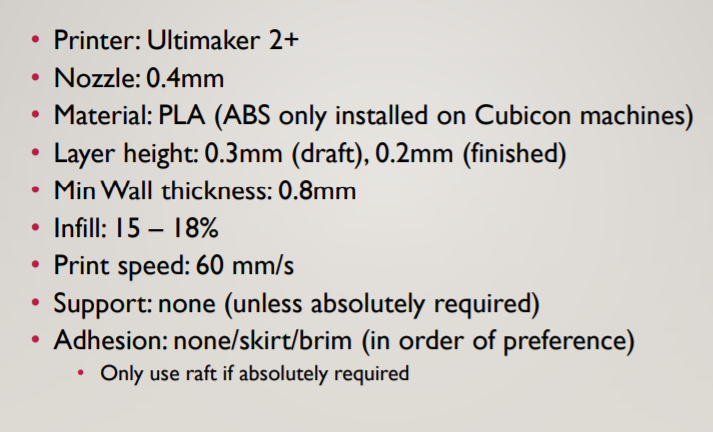 • Printer: Ultimaker 2+
• Nozzle: 0.4mm
• Material: PLA (ABS only installed on Cubicon machines)
• Layer height: 0.3mm (draft), 0.2mm (finished)
• Min Wall thickness: 0.8mm
• Infill: 15 – 18%
• Print speed: 60 mm/s
• Support: none (unless absolutely required)
• Adhesion: none/skirt/brim (in order of preference)
• Only use raft if absolutely required